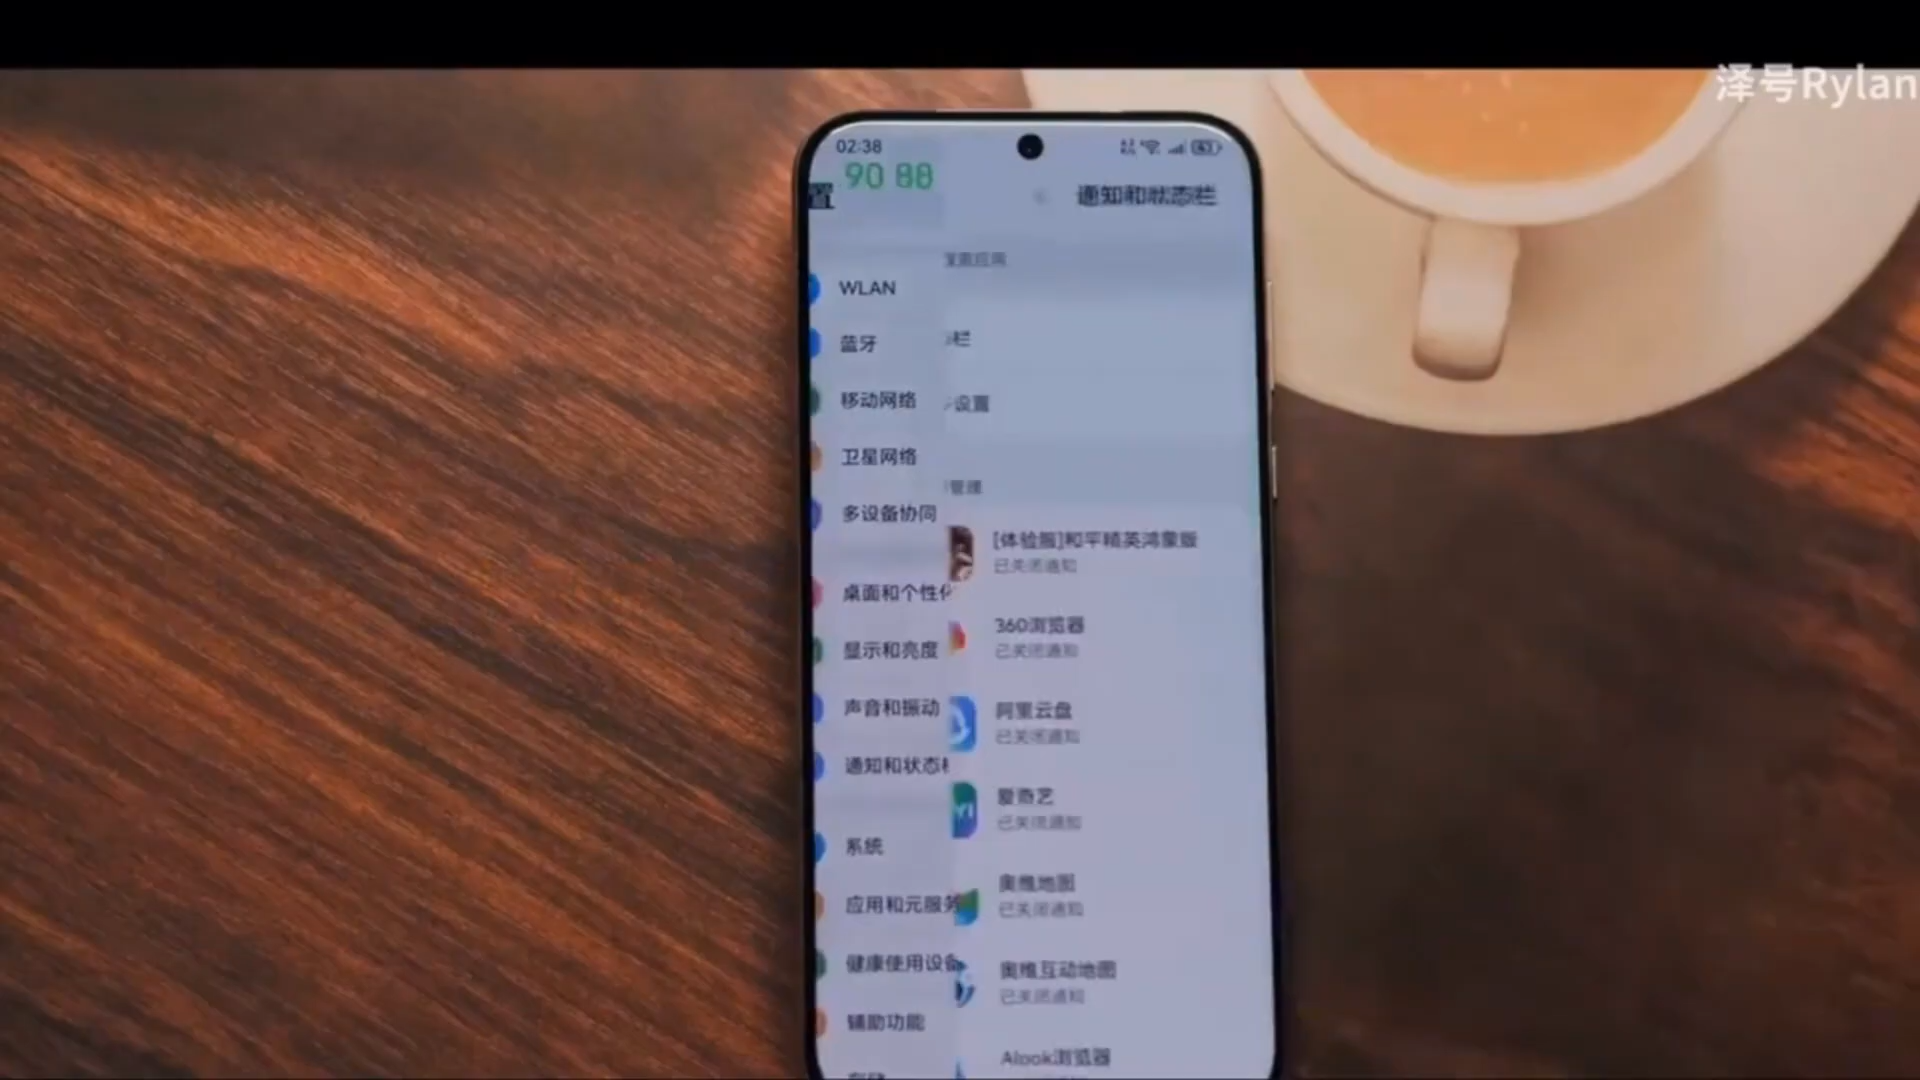 泽号Rylan
02:38
90 88
置
通知和状态栏
搜索应用
WLAN
栏
蓝牙
移动网络
设置
卫星网络
管理
多设备协同
[体验服]和平精英鸿蒙版
已关闭通知
桌面和个性化
360浏览器
已关闭通知
显示和亮度
声音和振动
阿里云盘
已关闭通知
通知和状态栏
爱奇艺
已关闭通知
系统
奥维地图
已关闭通知
应用和元服务
健康使用设备
奥维互动地图
已关闭通知
辅助功能
Alook浏览器
存储